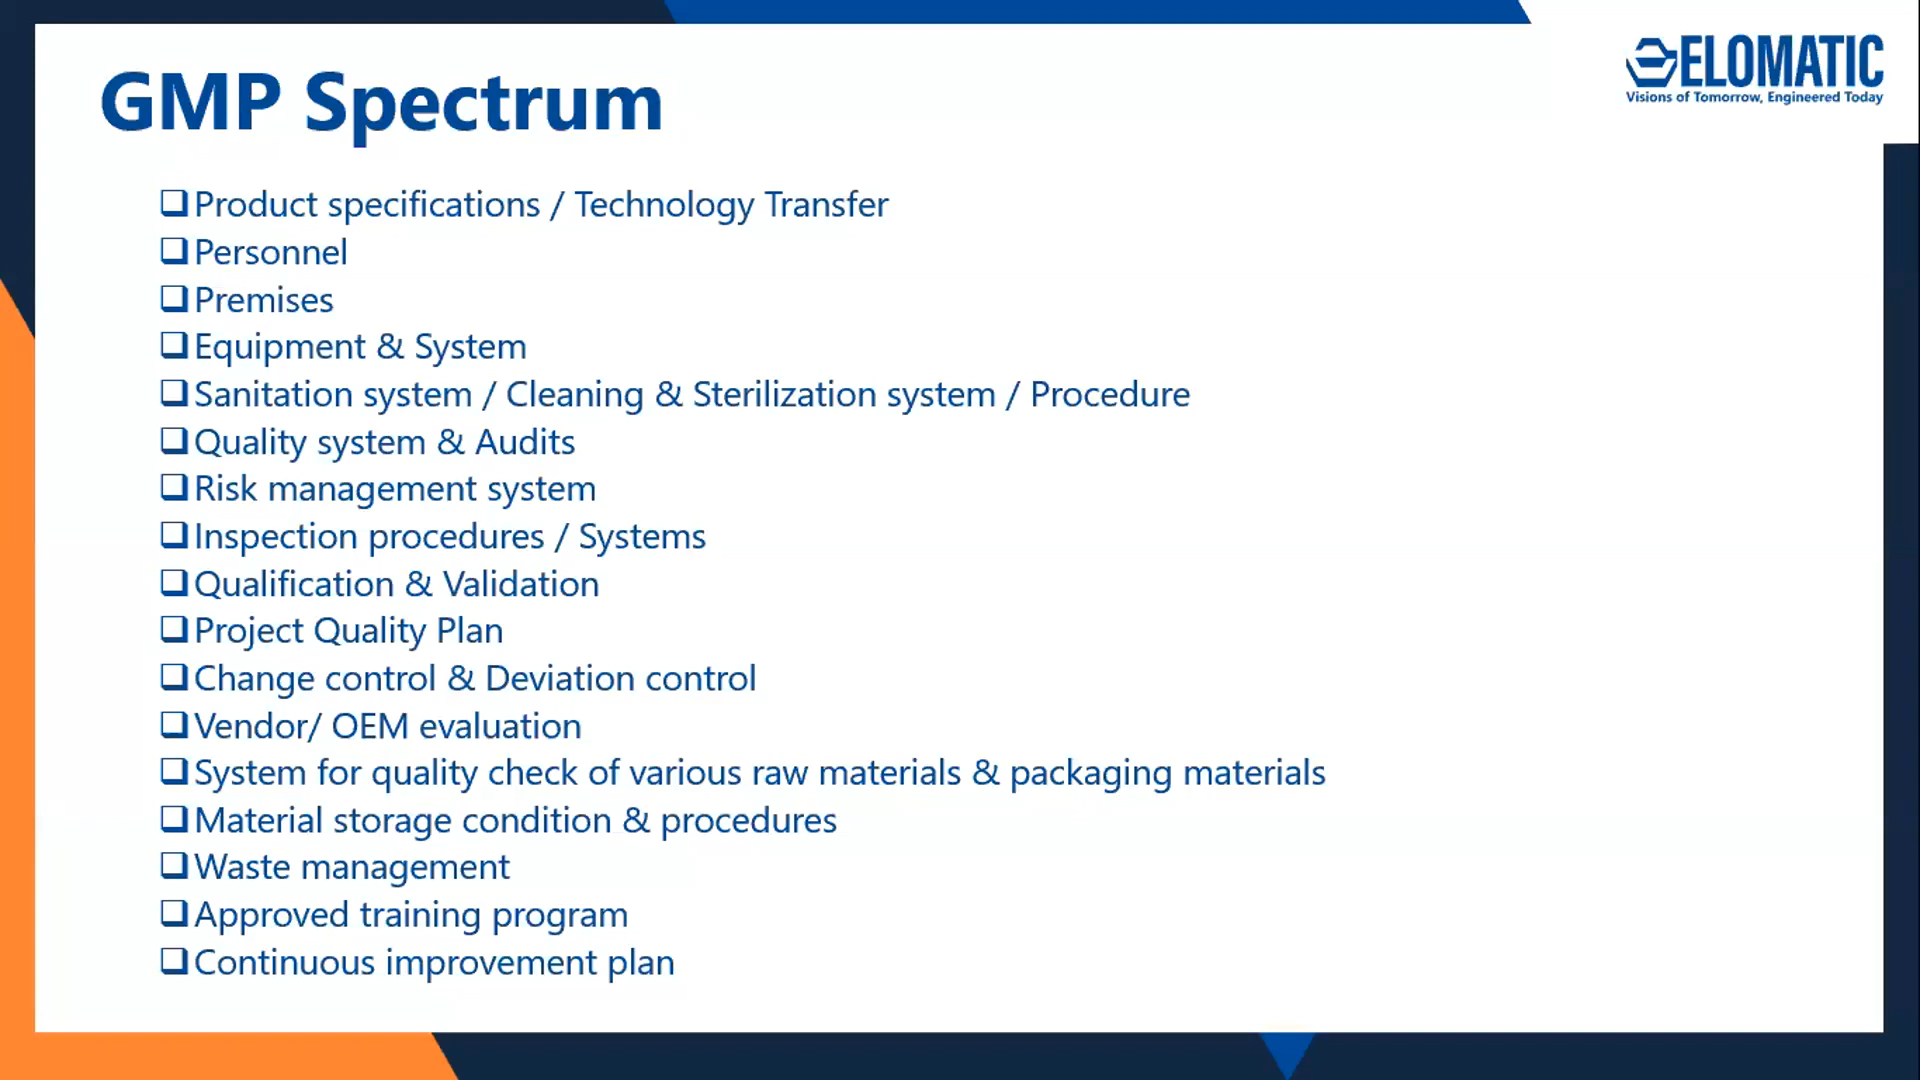 GMP Spectrum
ELOMATIC
Visions of Tomorrow, Engineered Today
Product specifications / Technology Transfer
Personnel
Premises
Equipment & System
Sanitation system / Cleaning & Sterilization system / Procedure
Quality system & Audits
Risk management system
Inspection procedures / Systems
Qualification & Validation
Project Quality Plan
Change control & Deviation control
Vendor/ OEM evaluation
System for quality check of various raw materials & packaging materials
Material storage condition & procedures
Waste management
Approved training program
Continuous improvement plan